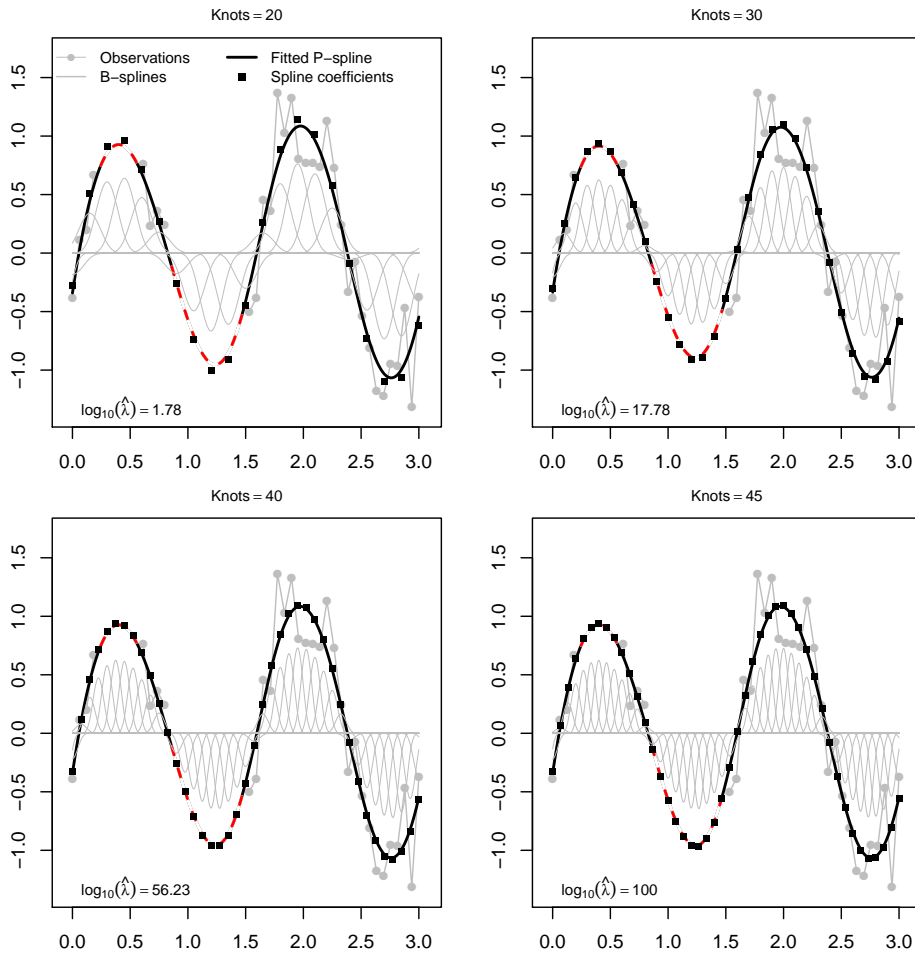 Knots = 20
Observations
B−splines
Fitted P−spline
Spline coefficients
1.5
1.0
0.5
0.0
−0.5
−1.0
log10(λ̂) = 1.78
0.0 0.5 1.0 1.5 2.0 2.5 3.0
Knots = 30
1.5
1.0
0.5
0.0
−0.5
−1.0
log10(λ̂) = 17.78
0.0 0.5 1.0 1.5 2.0 2.5 3.0
Knots = 40
1.5
1.0
0.5
0.0
−0.5
−1.0
log10(λ̂) = 56.23
0.0 0.5 1.0 1.5 2.0 2.5 3.0
Knots = 45
1.5
1.0
0.5
0.0
−0.5
−1.0
log10(λ̂) = 100
0.0 0.5 1.0 1.5 2.0 2.5 3.0